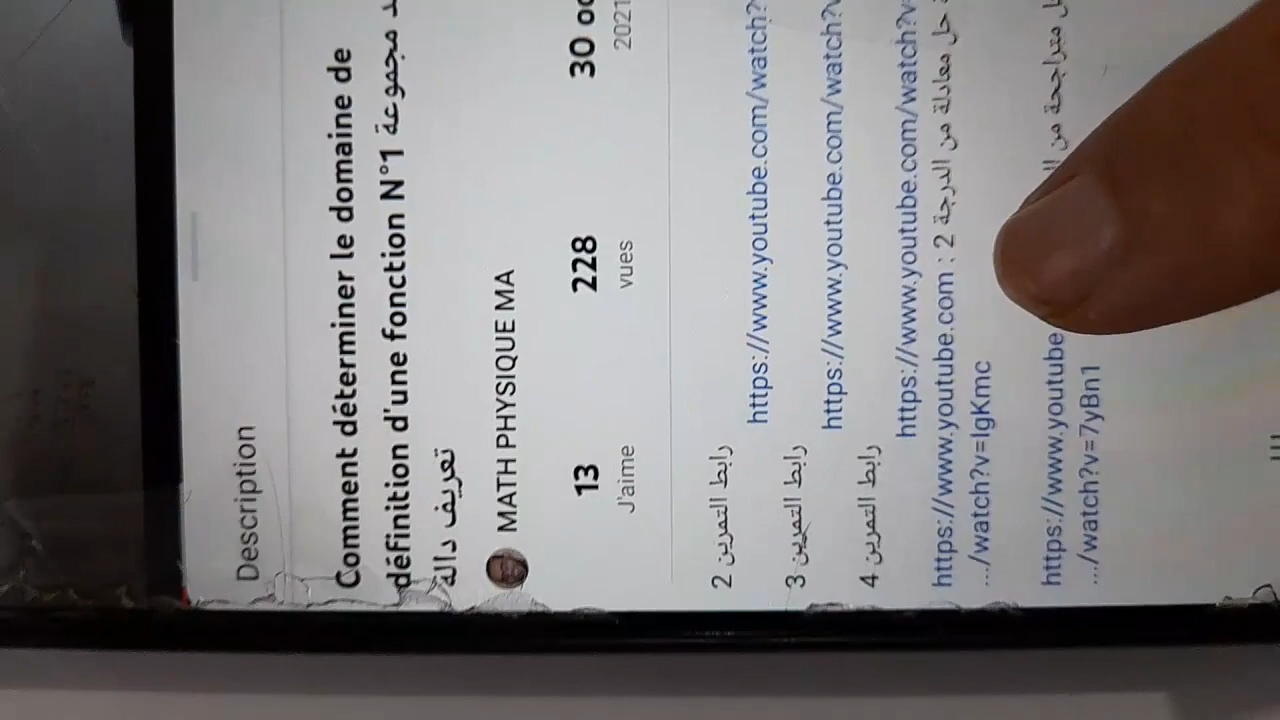 Description
Comment déterminer le domaine de
définition d'une fonction N°1 مجموعة
تعريف دالة
MATH PHYSIQUE MA
13 228 30
J'aime vues 2021
رابط التمرين 2
https://www.youtube.com/watch?
رابط التمرين 3
https://www.youtube.com/watch?v
رابط التمرين 4
https://www.youtube.com/watch?v
https://www.youtube.com : 2 حل معادلة من الدرجة
.../watch?v=lgKmc
https://www.youtube متراجحة من
.../watch?v=7yBn1